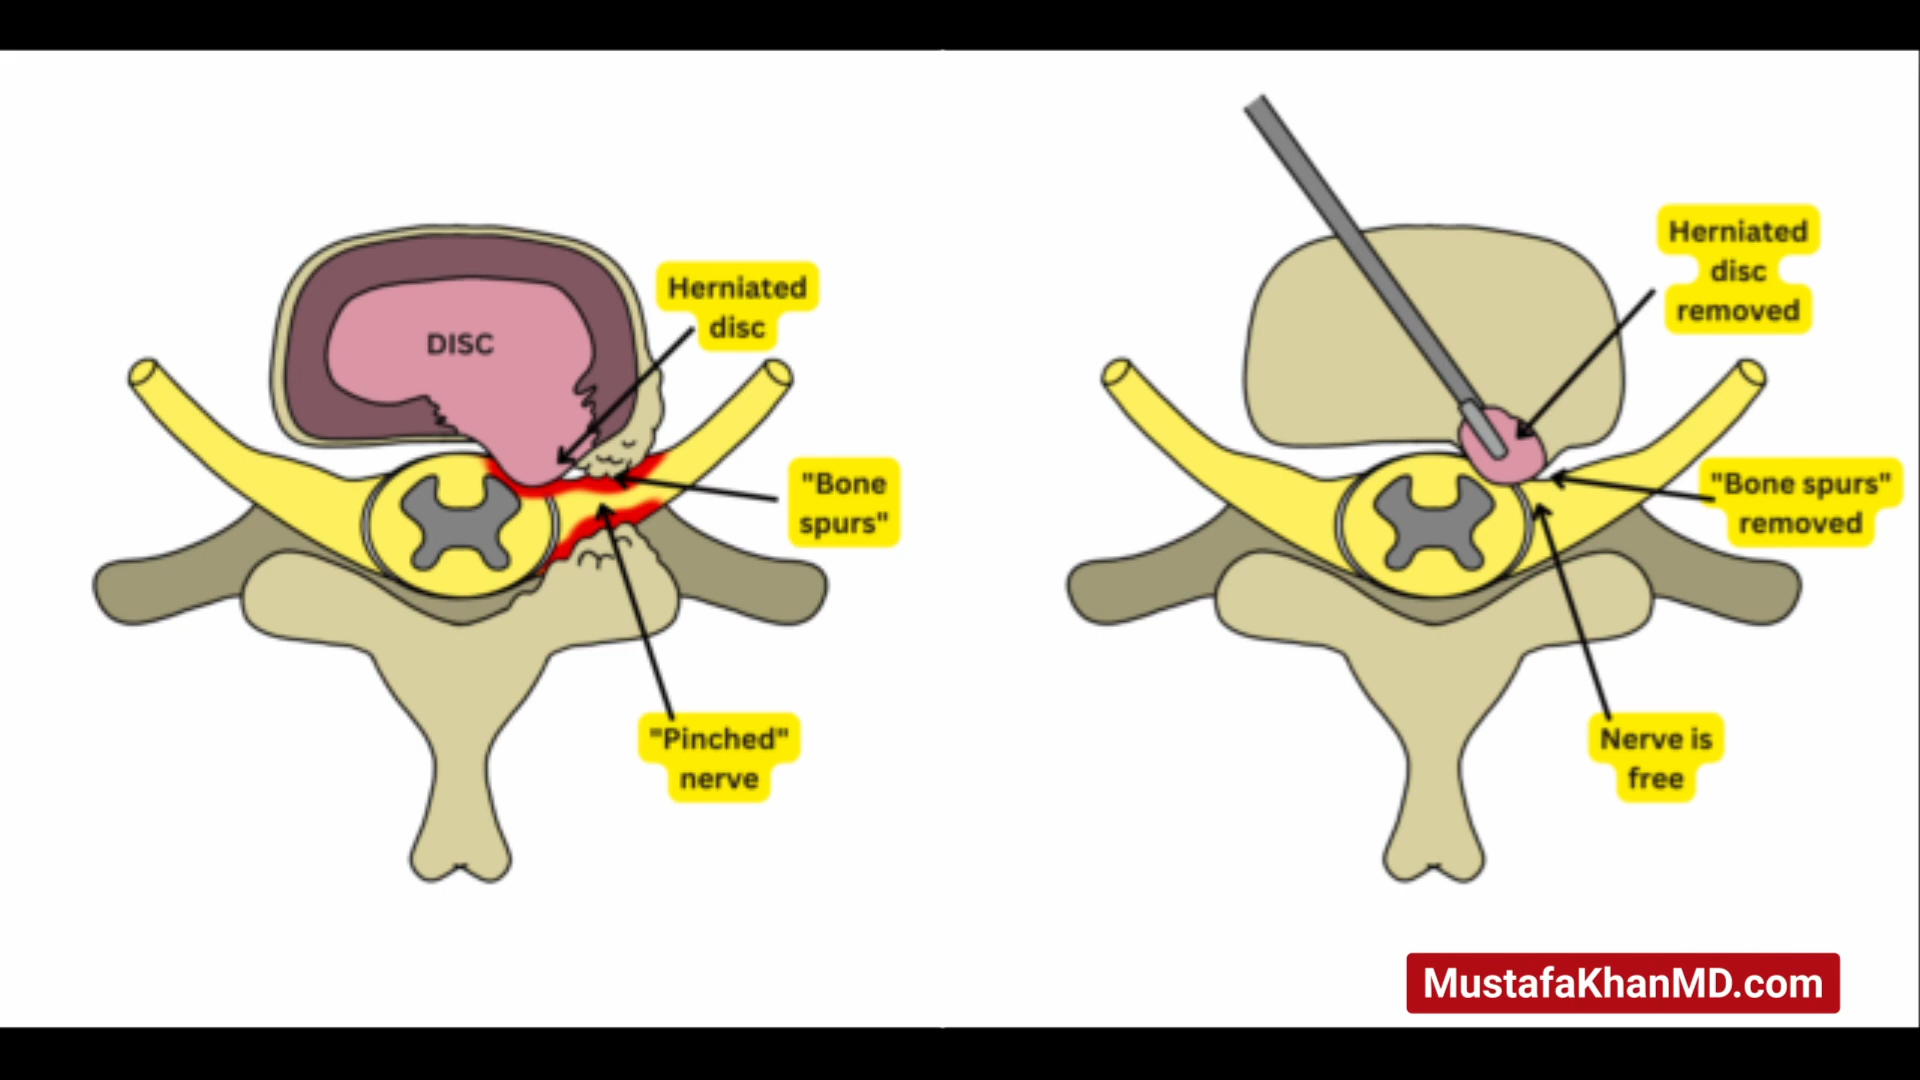 DISC
Herniated
disc
"Bone
spurs"
"Pinched"
nerve
Herniated
disc
removed
"Bone spurs"
removed
Nerve is
free
MustafaKhanMD.com